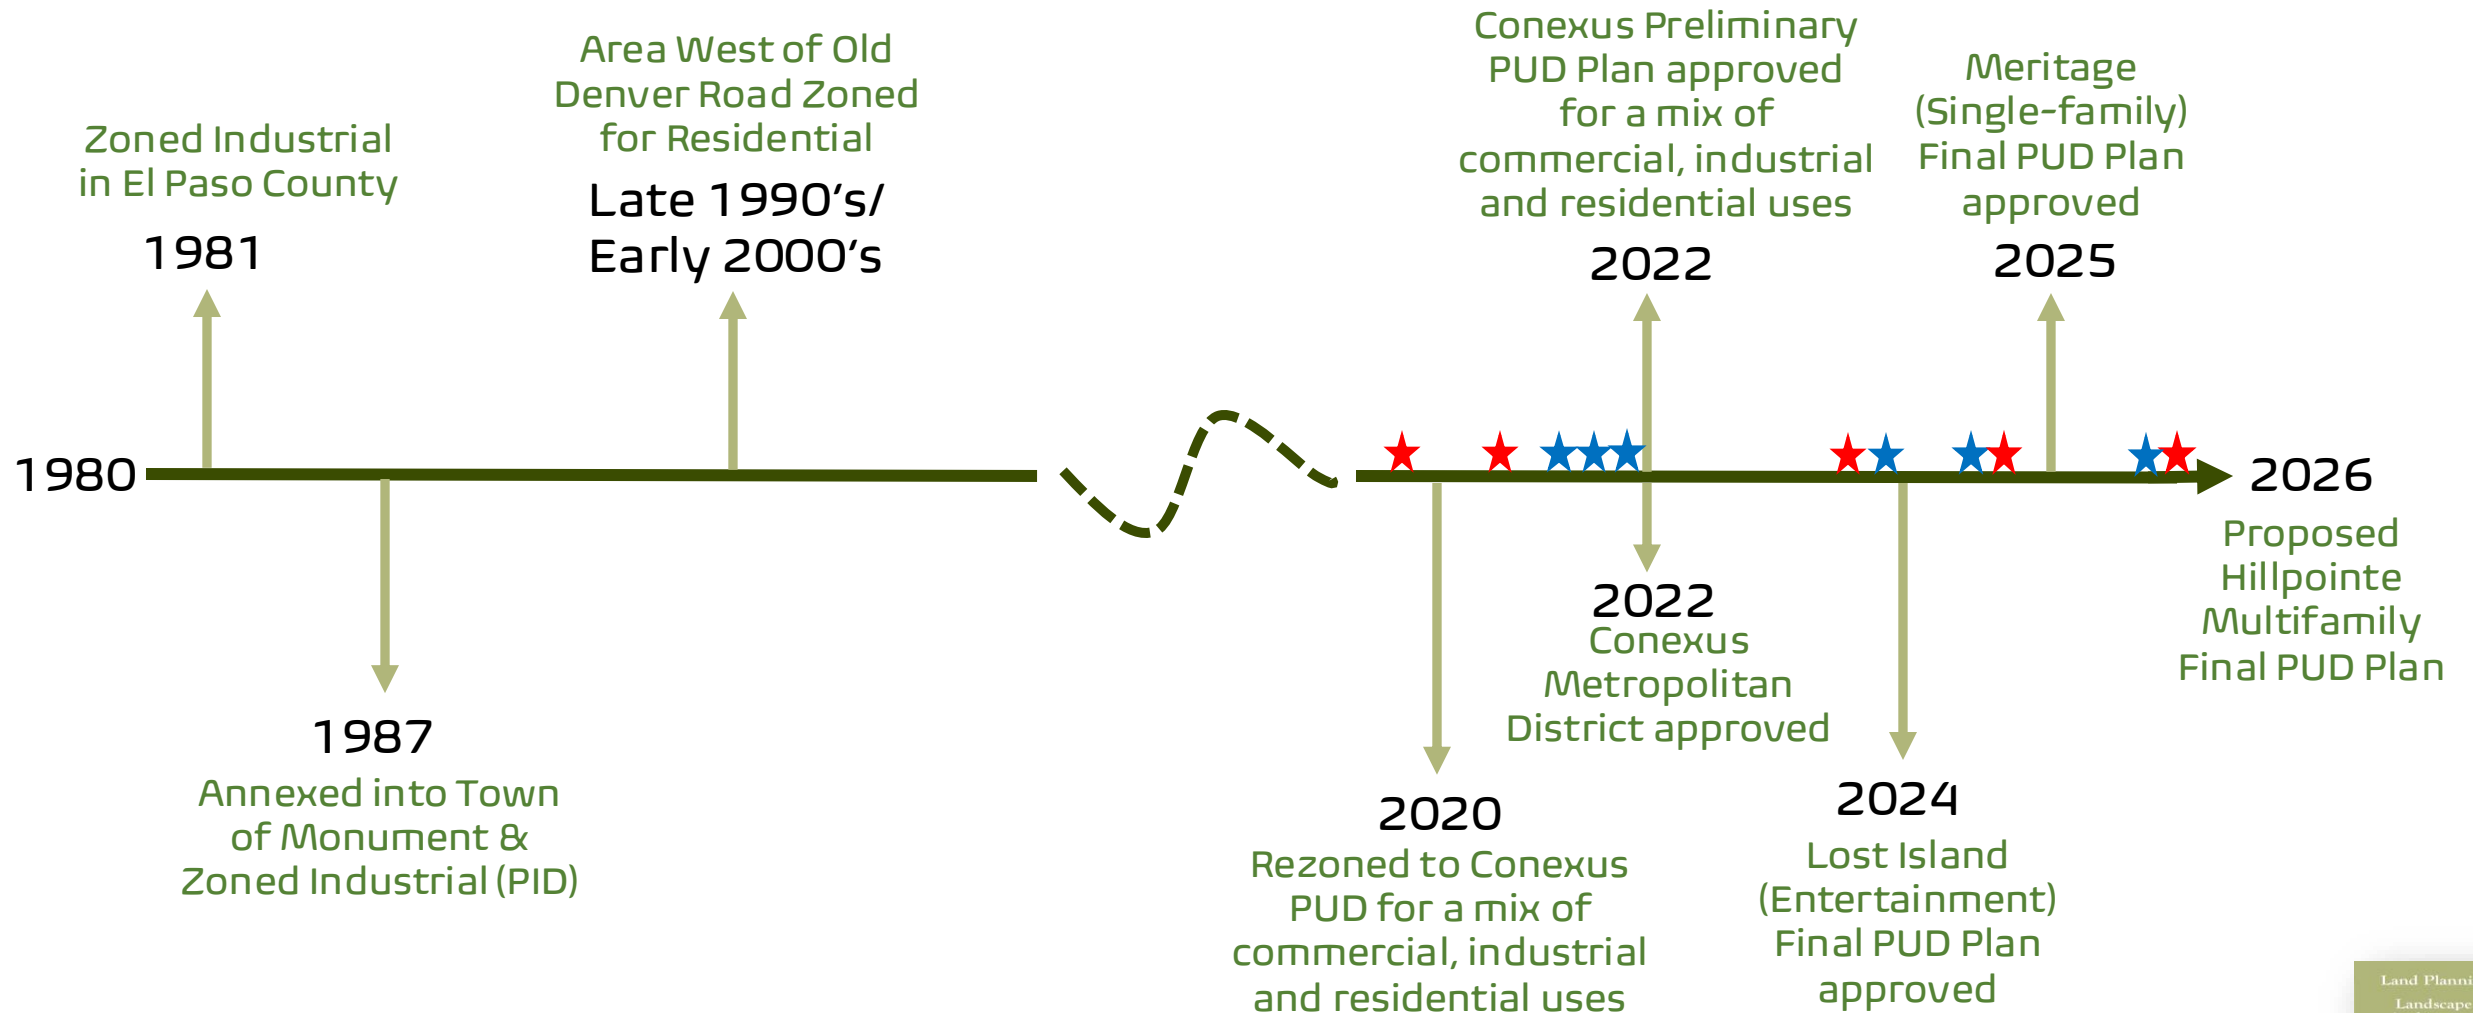 Zoned Industrial
in El Paso County
1981
Area West of Old
Denver Road Zoned
for Residential
Late 1990's/
Early 2000's
Conexus Preliminary
PUD Plan approved
for a mix of
commercial, industrial
and residential uses
2022
Meritage
(Single-family)
Final PUD Plan
approved
2025
1980
2026
Proposed
Hillpointe
Multifamily
Final PUD Plan
1987
Annexed into Town
of Monument &
Zoned Industrial (PID)
2020
Rezoned to Conexus
PUD for a mix of
commercial, industrial
and residential uses
2022
Conexus
Metropolitan
District approved
2024
Lost Island
(Entertainment)
Final PUD Plan
approved
Land
Landscape